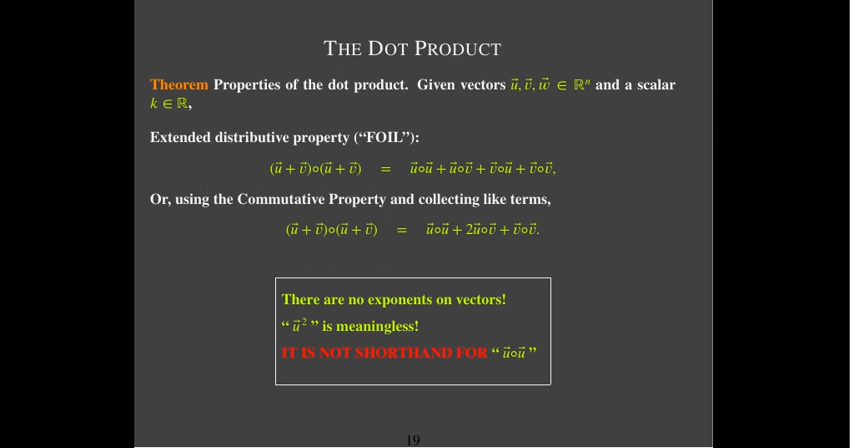 THE DOT PRODUCT
Theorem Properties of the dot product. Given vectors u⃗, v⃗, w⃗ ∈ ℝⁿ and a scalar
k ∈ ℝ,
Extended distributive property (“FOIL”):
(u⃗ + v⃗)∘(u⃗ + v⃗) = u⃗∘u⃗ + u⃗∘v⃗ + v⃗∘u⃗ + v⃗∘v⃗,
Or, using the Commutative Property and collecting like terms,
(u⃗ + v⃗)∘(u⃗ + v⃗) = u⃗∘u⃗ + 2u⃗∘v⃗ + v⃗∘v⃗.
There are no exponents on vectors!
“ u⃗ ² ” is meaningless!
IT IS NOT SHORTHAND FOR “ u⃗∘u⃗ ”
19